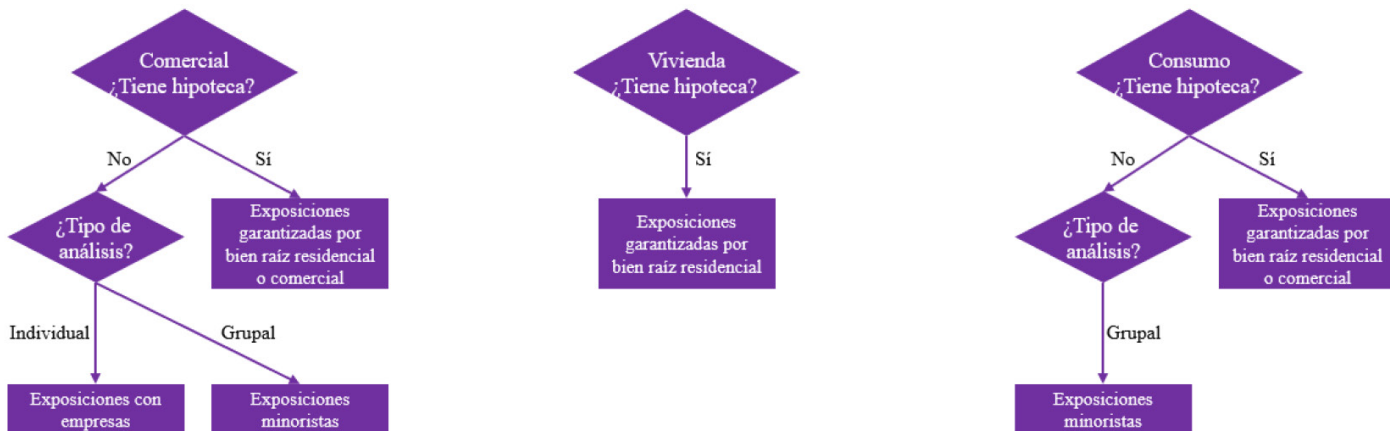 Comercial
¿Tiene hipoteca?
No
Sí
¿Tipo de
análisis?
Exposiciones
garantizadas por
bien raíz residencial
o comercial
Individual
Grupal
Exposiciones con
empresas
Exposiciones
minoristas
Vivienda
¿Tiene hipoteca?
Sí
Exposiciones
garantizadas por
bien raíz residencial
Consumo
¿Tiene hipoteca?
No
Sí
¿Tipo de
análisis?
Exposiciones
garantizadas por
bien raíz residencial
o comercial
Grupal
Exposiciones
minoristas